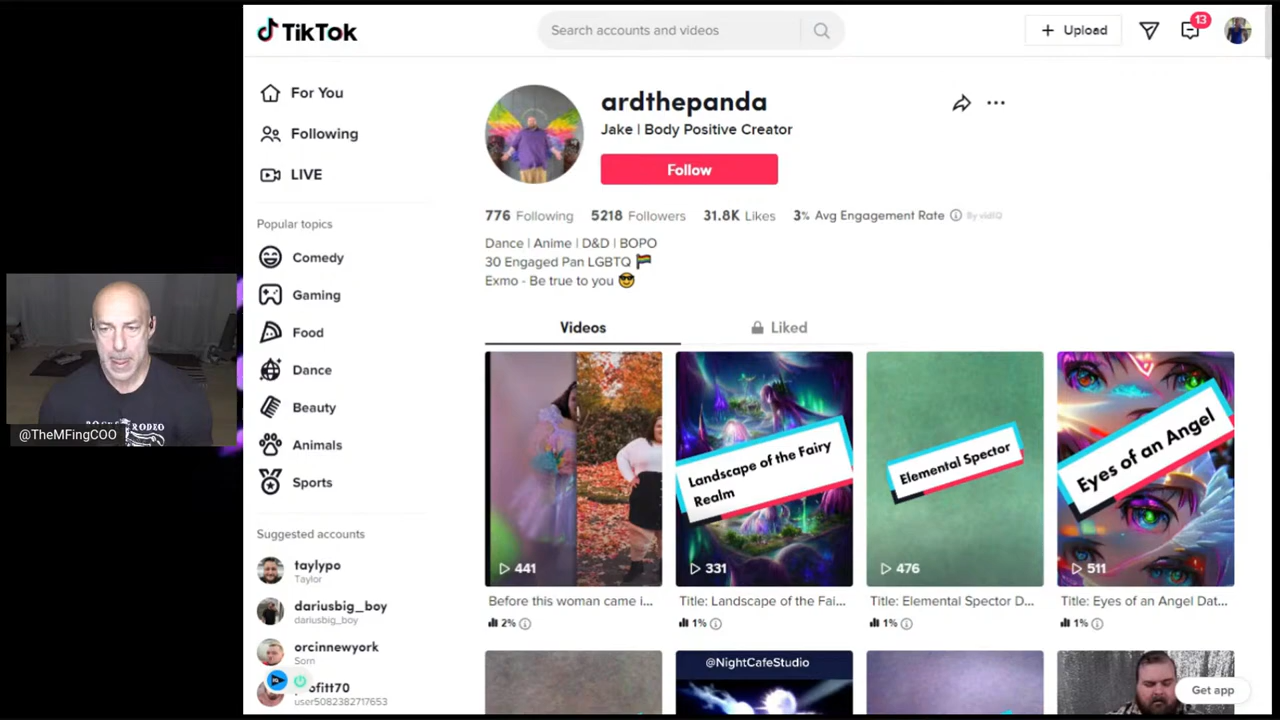 TikTok
Search accounts and videos
Upload
13
For You
Following
LIVE
Popular topics
Comedy
Gaming
Food
Dance
Beauty
Animals
Sports
Suggested accounts
taylypo
Taylor
dariusbig_boy
dariusbig_boy
orcinnewyork
Sorn
ofitt70
user5082382717653
ardthepanda
Jake | Body Positive Creator
Follow
776 Following 5218 Followers 31.8K Likes 3% Avg Engagement Rate By vidIQ
Dance | Anime | D&D | BOPO
30 Engaged Pan LGBTQ 🏳️‍🌈
Exmo - Be true to you 😎
Videos
Liked
441
Before this woman came i...
2%
Landscape of the Fairy
Realm
331
Title: Landscape of the Fai...
1%
Elemental Spector
476
Title: Elemental Spector D...
1%
Eyes of an Angel
511
Title: Eyes of an Angel Dat...
1%
@NightCafeStudio
Get app
RODEO
@TheMFingCOO